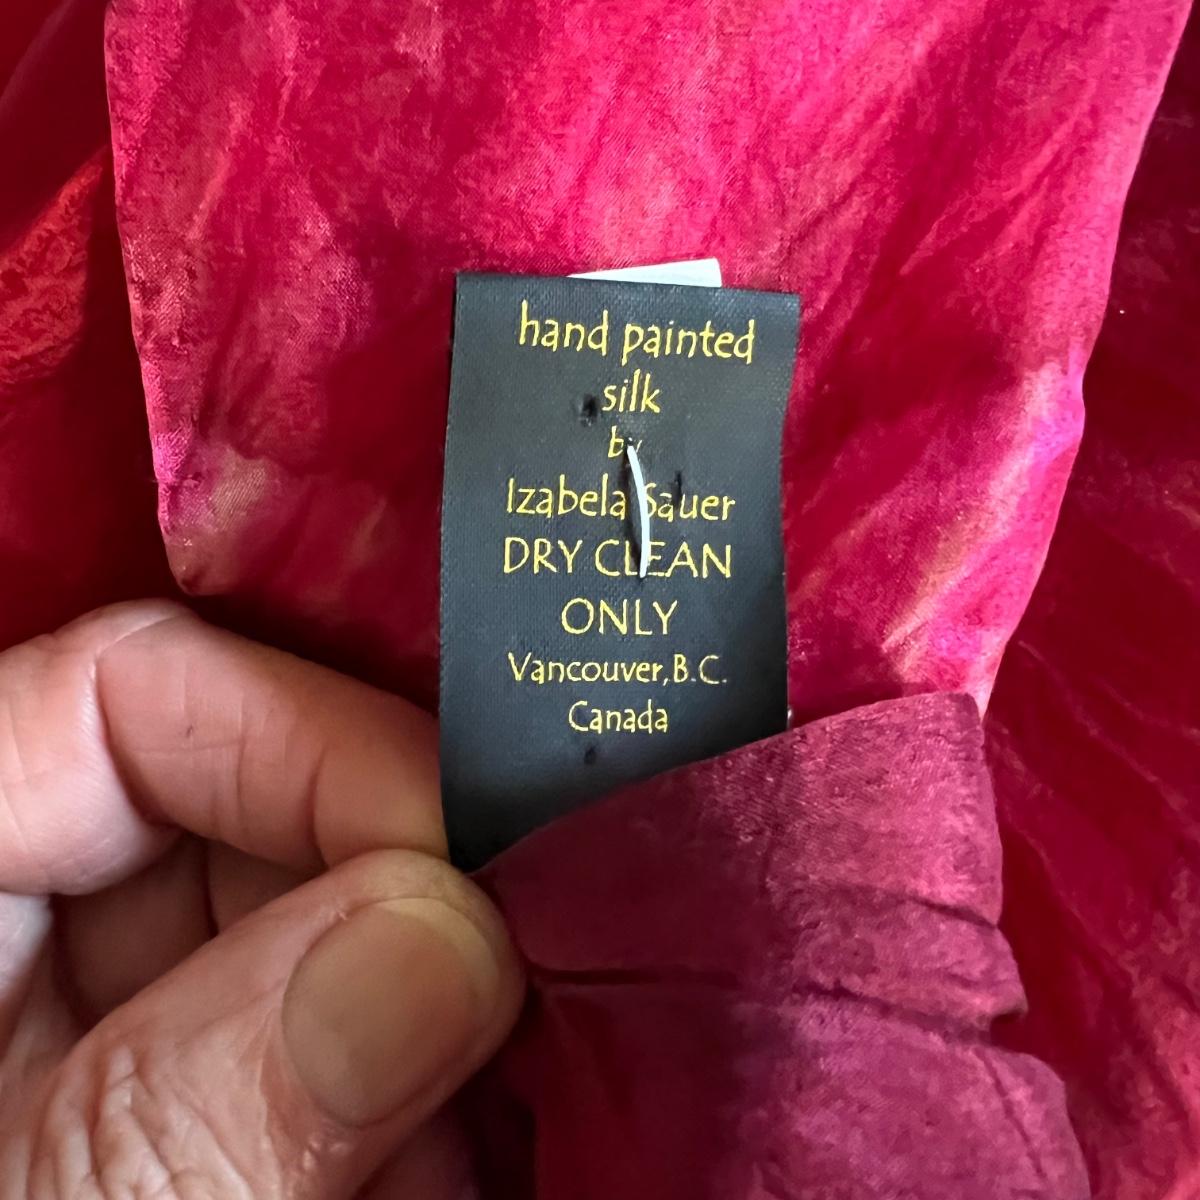 hand painted
silk
by
Izabela Sauer
DRY CLEAN
ONLY
Vancouver,B.C.
Canada